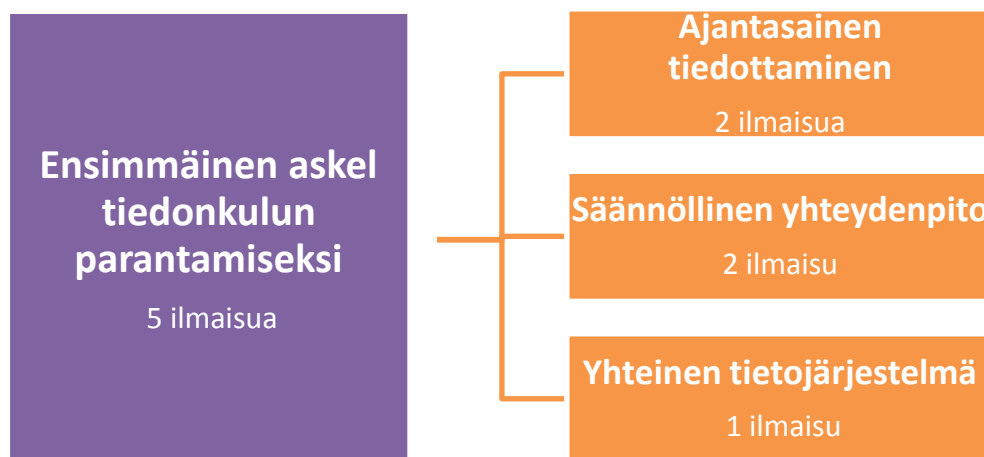 Ensimmäinen askel
tiedonkulun
parantamiseksi
5 ilmaisua
Ajantasainen
tiedottaminen
2 ilmaisua
Säännöllinen yhteydenpito
2 ilmaisu
Yhteinen tietojärjestelmä
1 ilmaisu